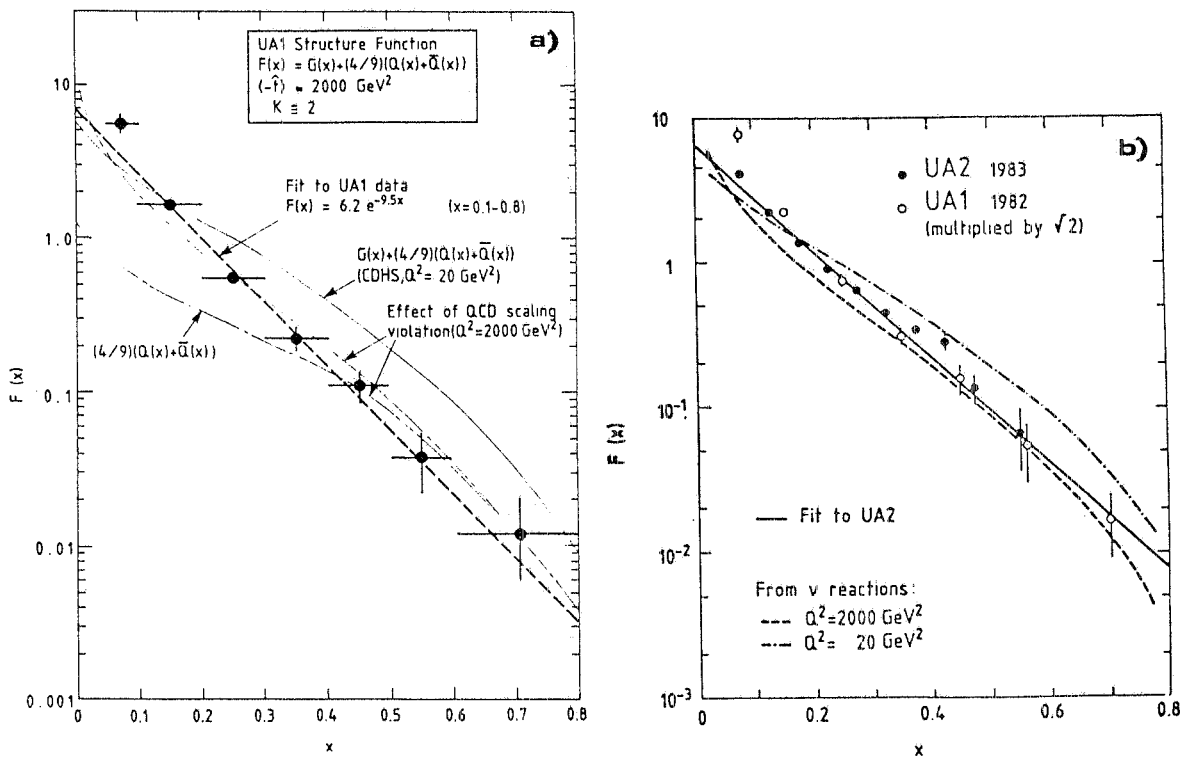 a)
UA1 Structure Function
F(x) = G(x)+(4/9)(Q(x)+Q̅(x))
⟨-t̂⟩ ≈ 2000 GeV²
K ≡ 2
Fit to UA1 data
F(x) = 6.2 e^-9.5x (x=0.1-0.8)
G(x)+(4/9)(Q(x)+Q̅(x))
(CDHS, Q²= 20 GeV²)
Effect of QCD scaling
violation (Q²=2000 GeV²)
(4/9)(Q(x)+Q̅(x))
F (x)
10
1.0
0.1
0.01
0.001
0
0.1
0.2
0.3
0.4
0.5
0.6
0.7
0.8
x
b)
UA2 1983
UA1 1982
(multiplied by √2)
Fit to UA2
From ν reactions:
Q²=2000 GeV²
Q²= 20 GeV²
F (x)
10
1
10⁻¹
10⁻²
10⁻³
0
0.2
0.4
0.6
0.8
x